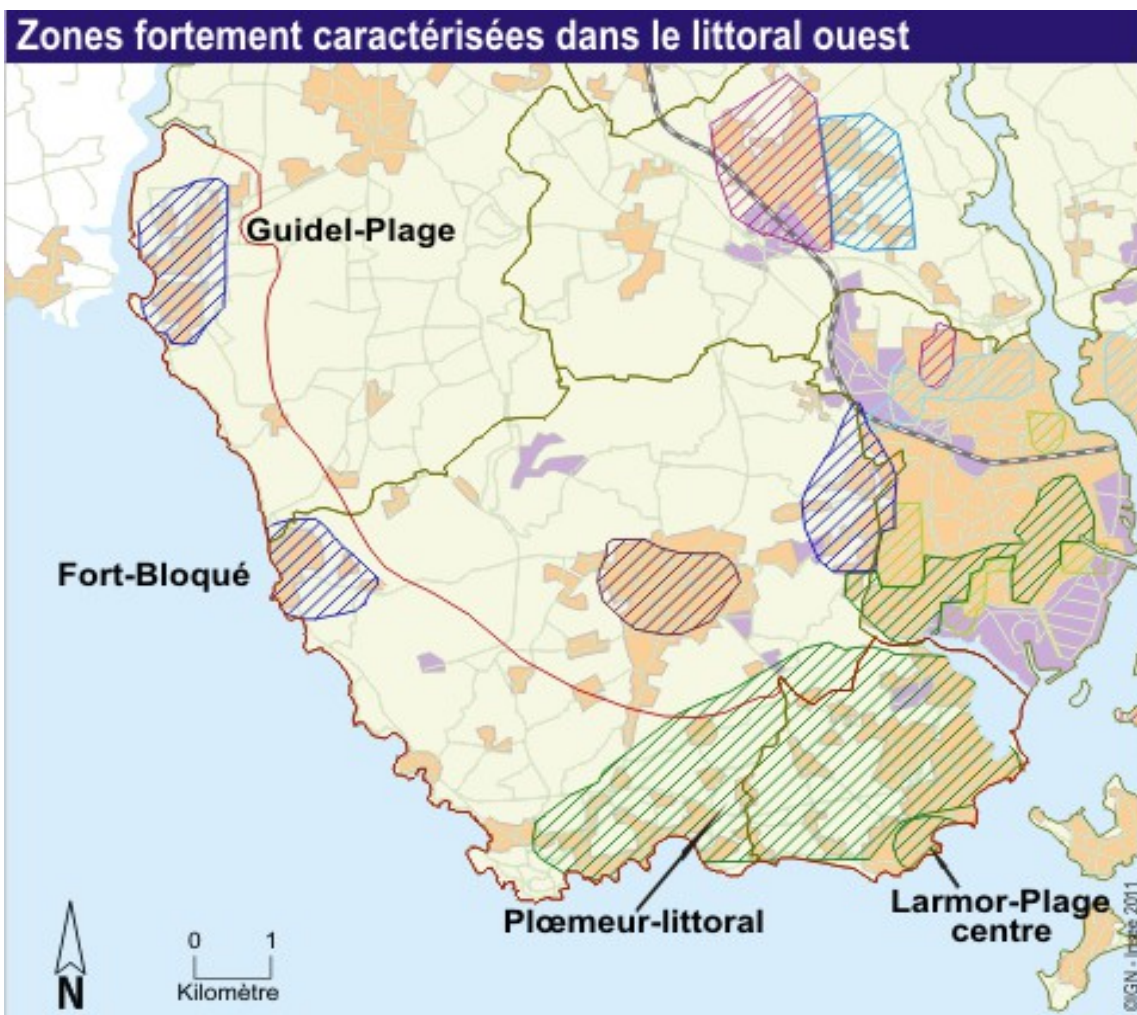 Zones fortement caractérisées dans le littoral ouest
Guidel-Plage
Fort-Bloqué
Plœmeur-littoral
Larmor-Plage
centre
N
0 1
Kilomètre
©IGN - Insee 2011